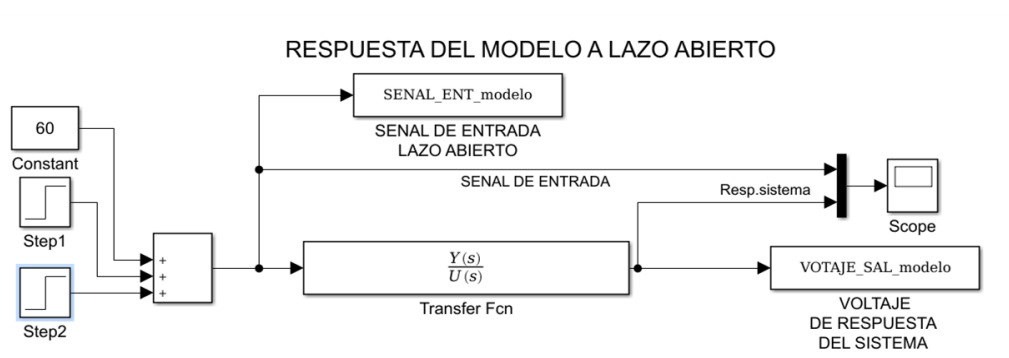 RESPUESTA DEL MODELO A LAZO ABIERTO
SENAL_ENT_modelo
SENAL DE ENTRADA
LAZO ABIERTO
60
Constant
SENAL DE ENTRADA
Resp.sistema
Step1
Scope
+
+
+
Y(s)
U(s)
Transfer Fcn
VOTAJE_SAL_modelo
VOLTAJE
DE RESPUESTA
DEL SISTEMA
Step2